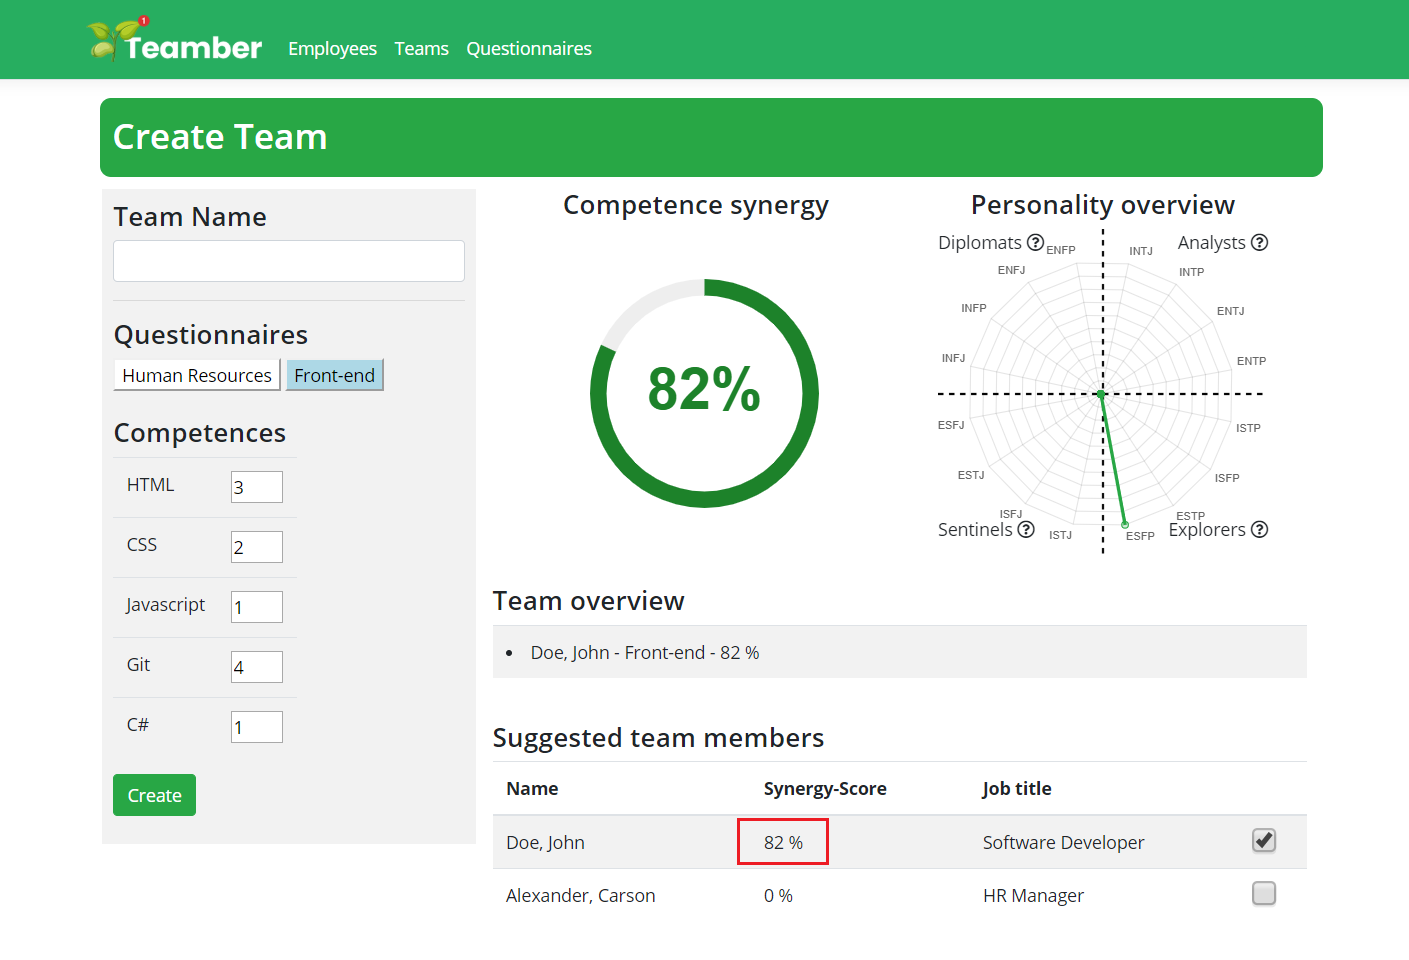 1
Teamber
Employees Teams Questionnaires
Create Team
Team Name
Questionnaires
Human Resources Front-end
Competences
HTML 3
CSS 2
Javascript 1
Git 4
C# 1
Create
Competence synergy
82%
Personality overview
Diplomats Analysts
ENFP INTJ
ENFJ INTP
INFP ENTJ
INFJ ENTP
ESFJ ISTP
ESTJ ISFP
ISFJ ESTP
Sentinels Explorers
ISTJ ESFP
Team overview
• Doe, John - Front-end - 82 %
Suggested team members
Name Synergy-Score Job title
Doe, John 82 % Software Developer
Alexander, Carson 0 % HR Manager